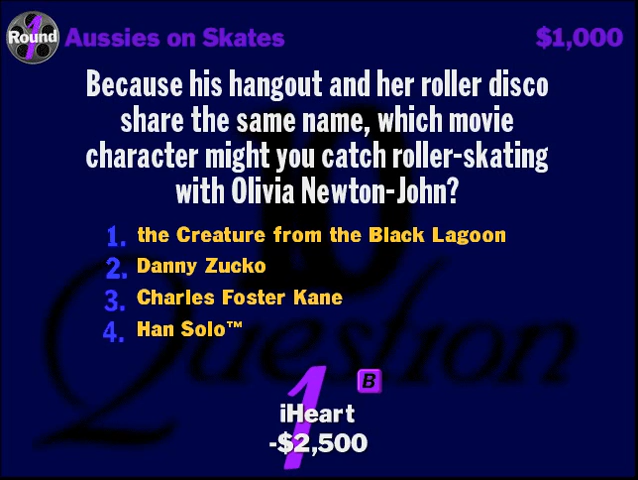 Round 1 Aussies on Skates $1,000
Because his hangout and her roller disco
share the same name, which movie
character might you catch roller-skating
with Olivia Newton-John?
1. the Creature from the Black Lagoon
2. Danny Zucko
3. Charles Foster Kane
4. Han Solo™
10
Question
1 B
iHeart
-$2,500